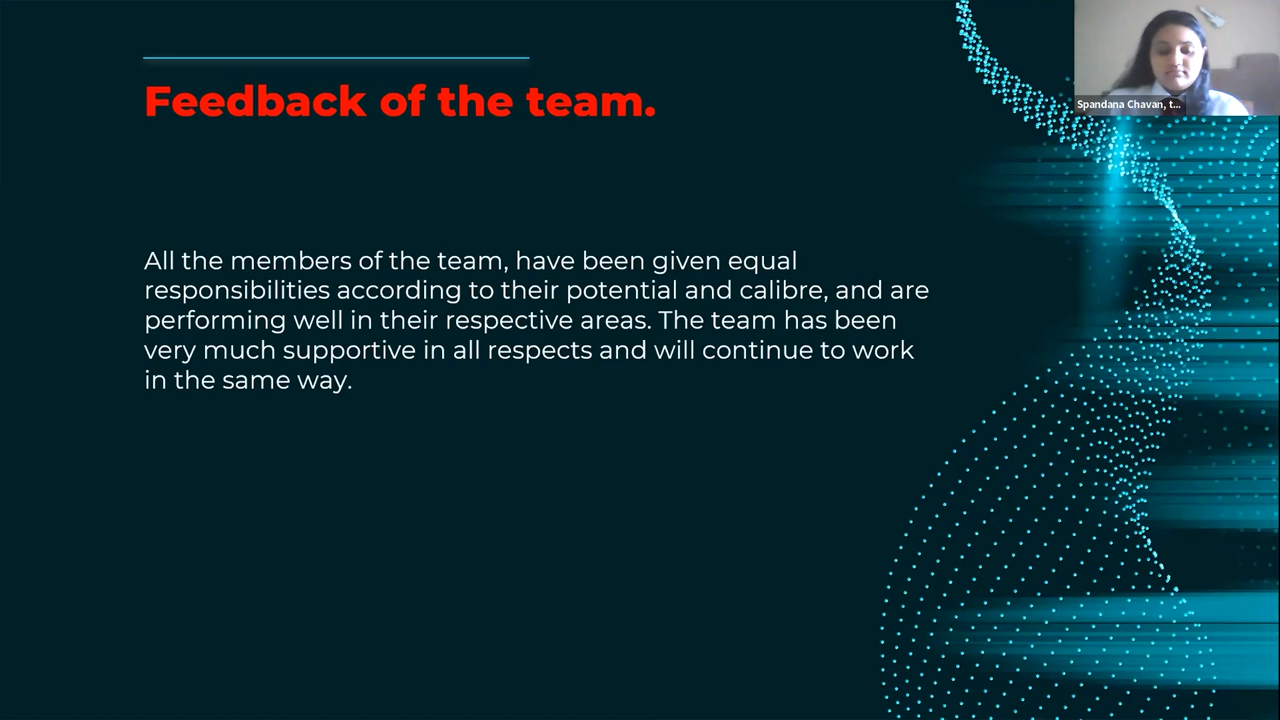 Feedback of the team.
All the members of the team, have been given equal
responsibilities according to their potential and calibre, and are
performing well in their respective areas. The team has been
very much supportive in all respects and will continue to work
in the same way.
Spandana Chavan, t...